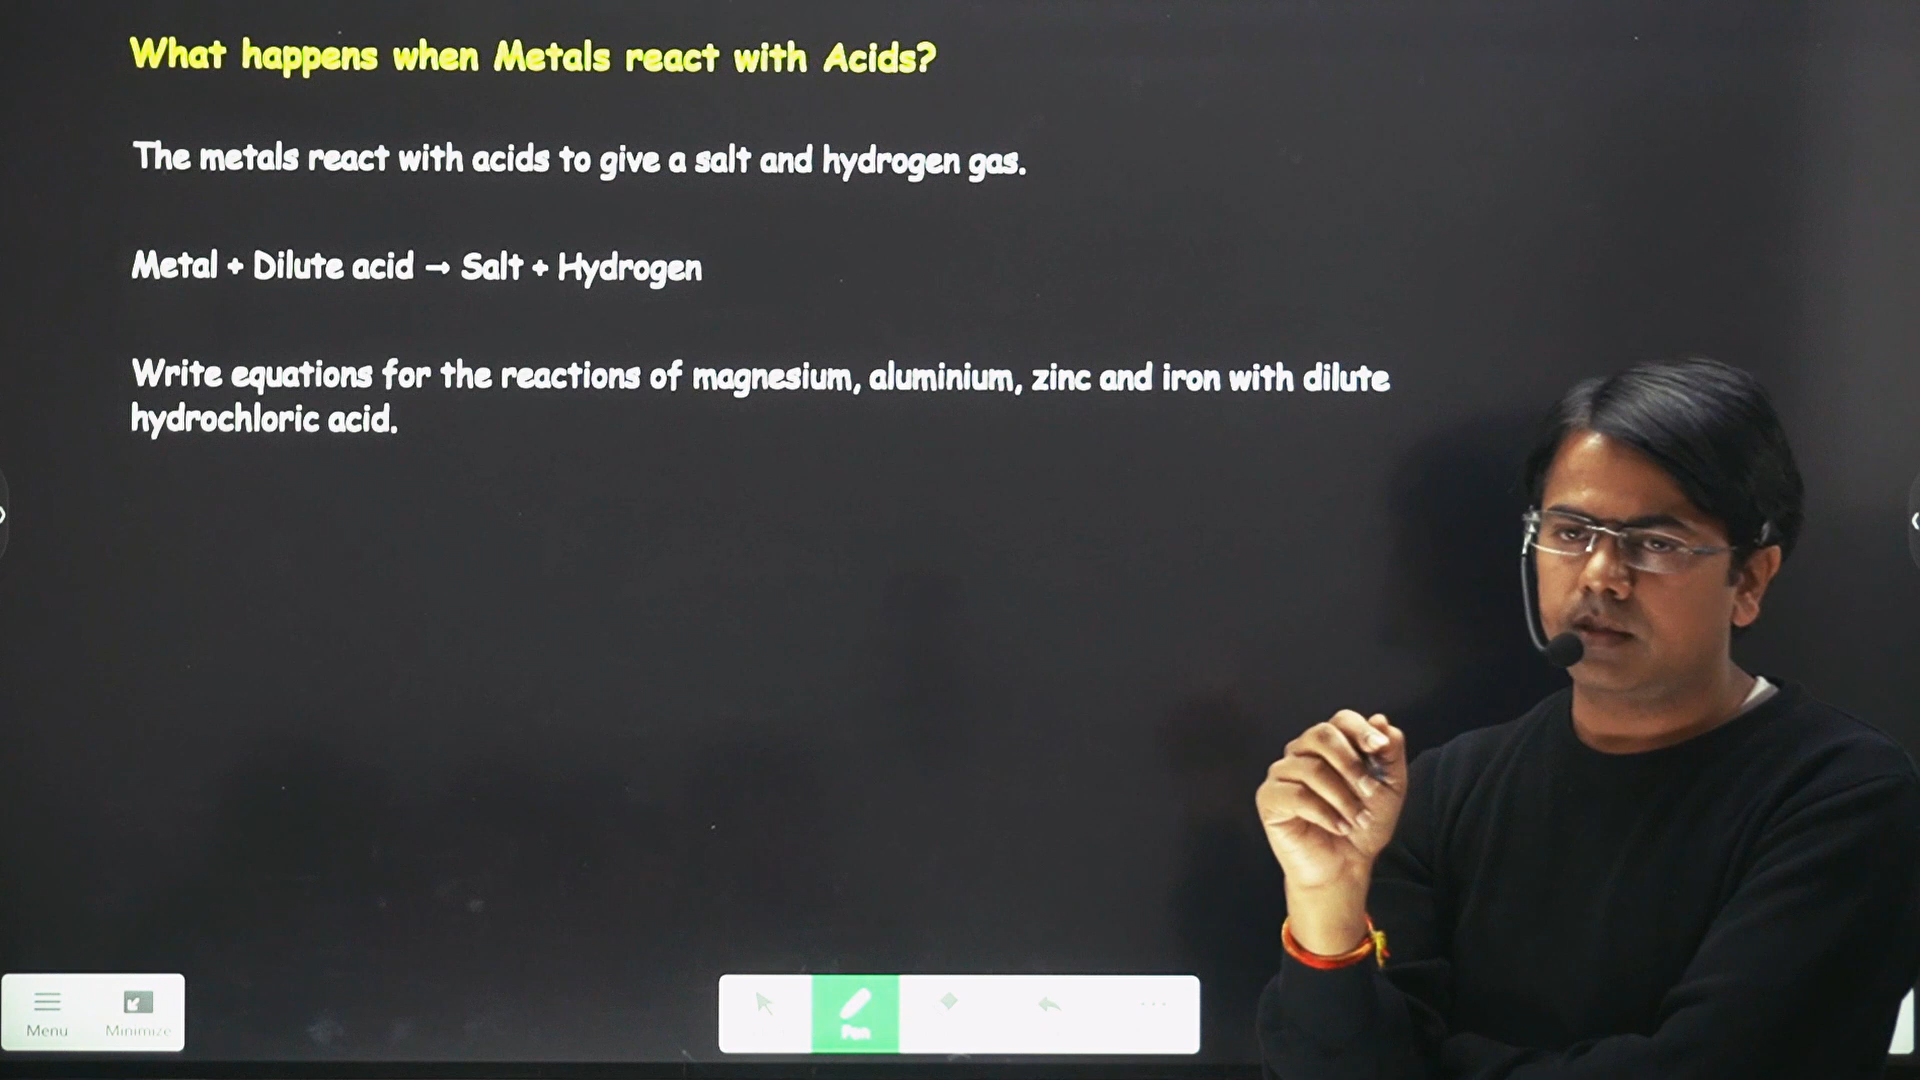 What happens when Metals react with Acids?
The metals react with acids to give a salt and hydrogen gas.
Metal + Dilute acid → Salt + Hydrogen
Write equations for the reactions of magnesium, aluminium, zinc and iron with dilute
hydrochloric acid.
Menu
Minimize
Pen